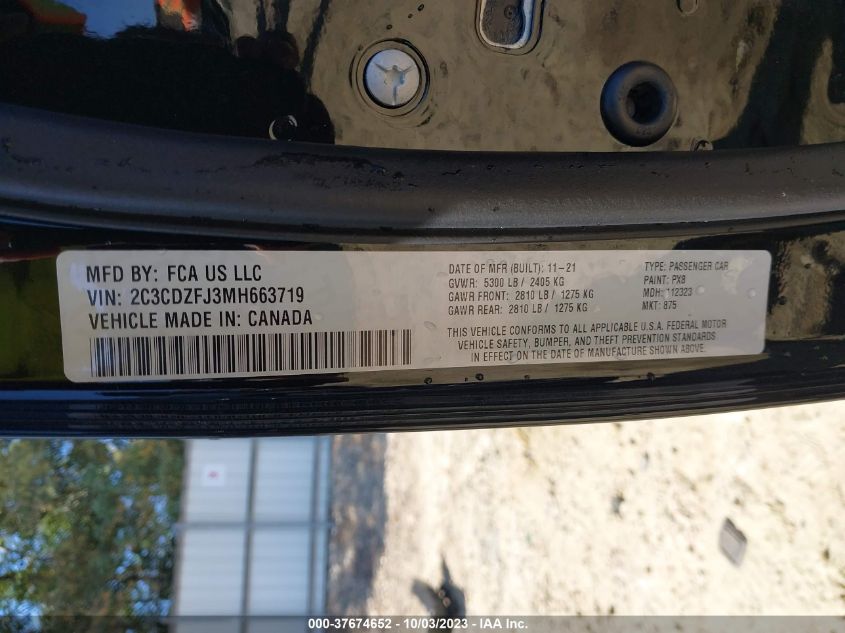 MFD BY: FCA US LLC
VIN: 2C3CDZFJ3MH663719
VEHICLE MADE IN: CANADA
DATE OF MFR (BUILT): 11-21
GVWR: 5300 LB / 2405 KG
GAWR FRONT: 2810 LB / 1275 KG
GAWR REAR: 2810 LB / 1275 KG
TYPE: PASSENGER CAR
PAINT: PX8
MDH: 112323
MKT: 875
THIS VEHICLE CONFORMS TO ALL APPLICABLE U.S.A. FEDERAL MOTOR
VEHICLE SAFETY, BUMPER, AND THEFT PREVENTION STANDARDS
IN EFFECT ON THE DATE OF MANUFACTURE SHOWN ABOVE.
000-37674652 - 10/03/2023 - IAA Inc.